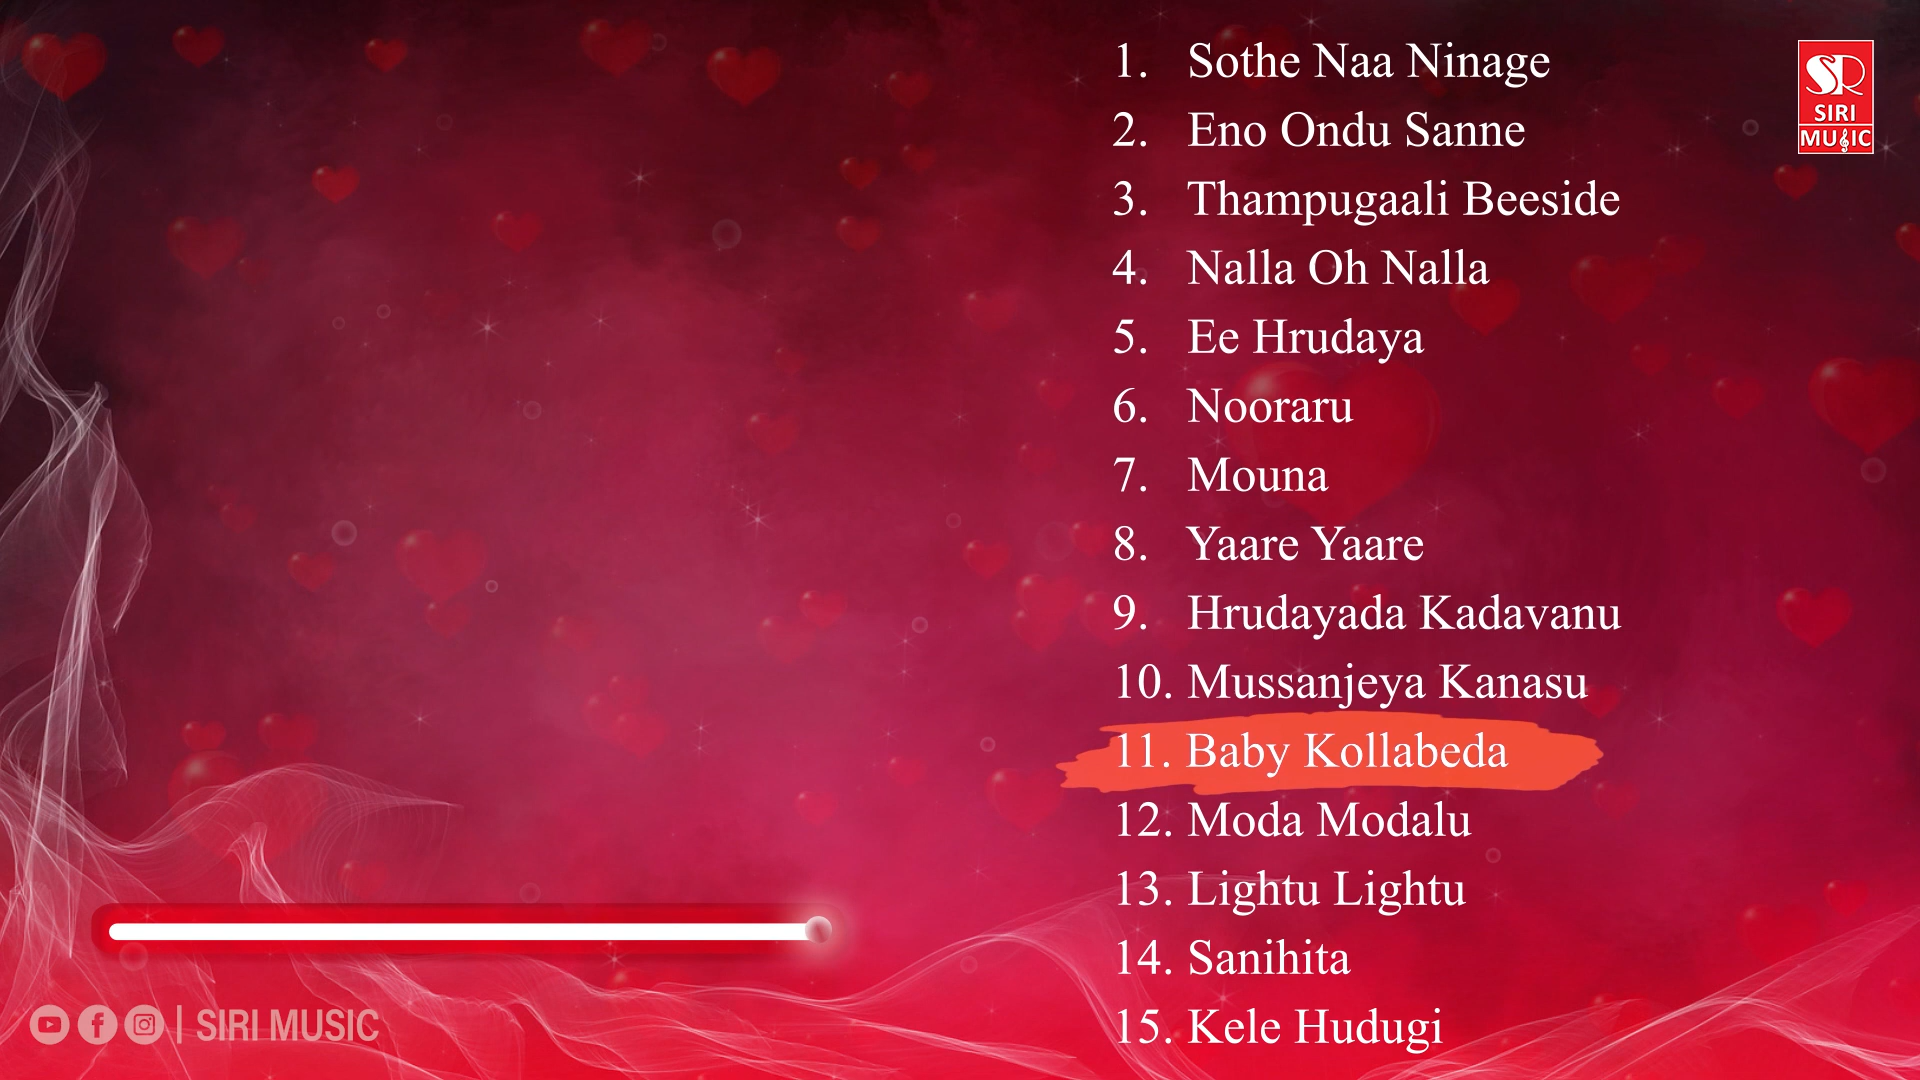 1. Sothe Naa Ninage
2. Eno Ondu Sanne
3. Thampugaali Beeside
4. Nalla Oh Nalla
5. Ee Hrudaya
6. Nooraru
7. Mouna
8. Yaare Yaare
9. Hrudayada Kadavanu
10. Mussanjeya Kanasu
11. Baby Kollabeda
12. Moda Modalu
13. Lightu Lightu
14. Sanihita
15. Kele Hudugi
SR
SIRI
MUSIC
| SIRI MUSIC